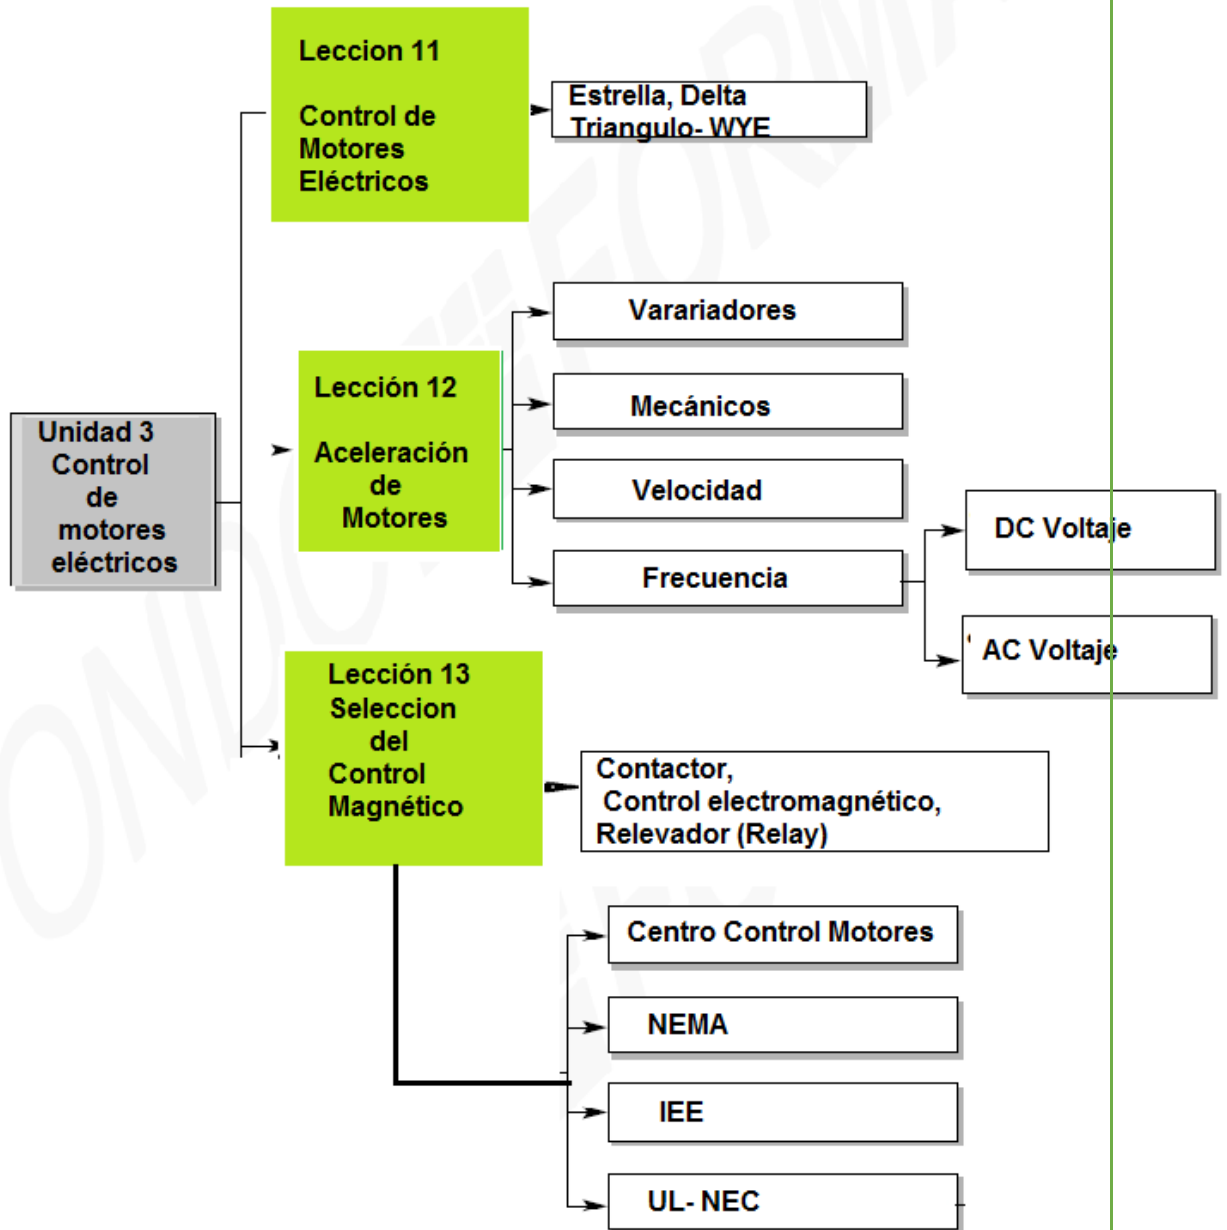 Leccion 11
Control de
Motores
Eléctricos
Estrella, Delta
Triangulo- WYE
Unidad 3
Control
de
motores
eléctricos
Lección 12
Aceleración
de
Motores
Varariadores
Mecánicos
Velocidad
Frecuencia
DC Voltaje
AC Voltaje
Lección 13
Seleccion
del
Control
Magnético
Contactor,
Control electromagnético,
Relevador (Relay)
Centro Control Motores
NEMA
IEE
UL- NEC